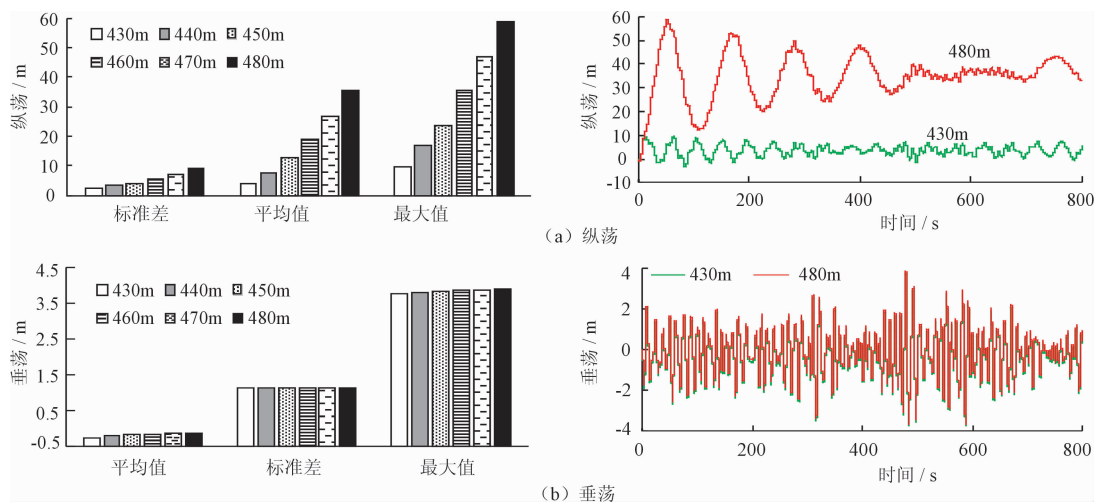 60
50
40
30
20
10
0
纵荡 / m
430m 440m 450m
460m 470m 480m
标准差 平均值 最大值
60
50
40
30
20
10
0
-10
纵荡 / m
480m
430m
0 200 400 600 800
时间 / s
（a）纵荡
4.5
3.5
2.5
1.5
0.5
-0.5
垂荡 / m
430m 440m 450m
460m 470m 480m
平均值 标准差 最大值
4
2
0
-2
-4
垂荡 / m
430m 480m
0 200 400 600 800
时间 / s
（b）垂荡